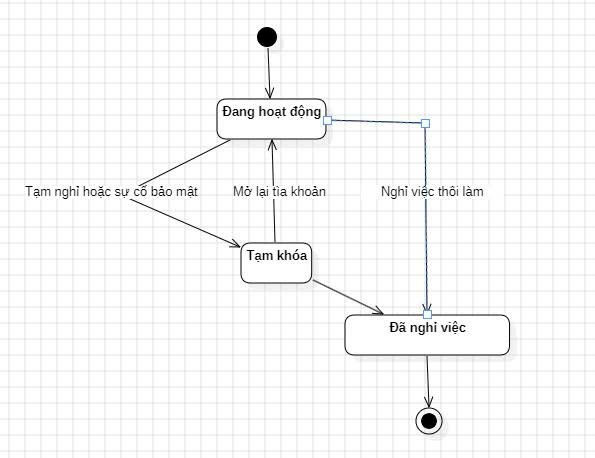 Đang hoạt động
Tạm nghỉ hoặc sự cố bảo mật
Mở lại tìa khoản
Nghỉ việc thôi làm
Tạm khóa
Đã nghỉ việc